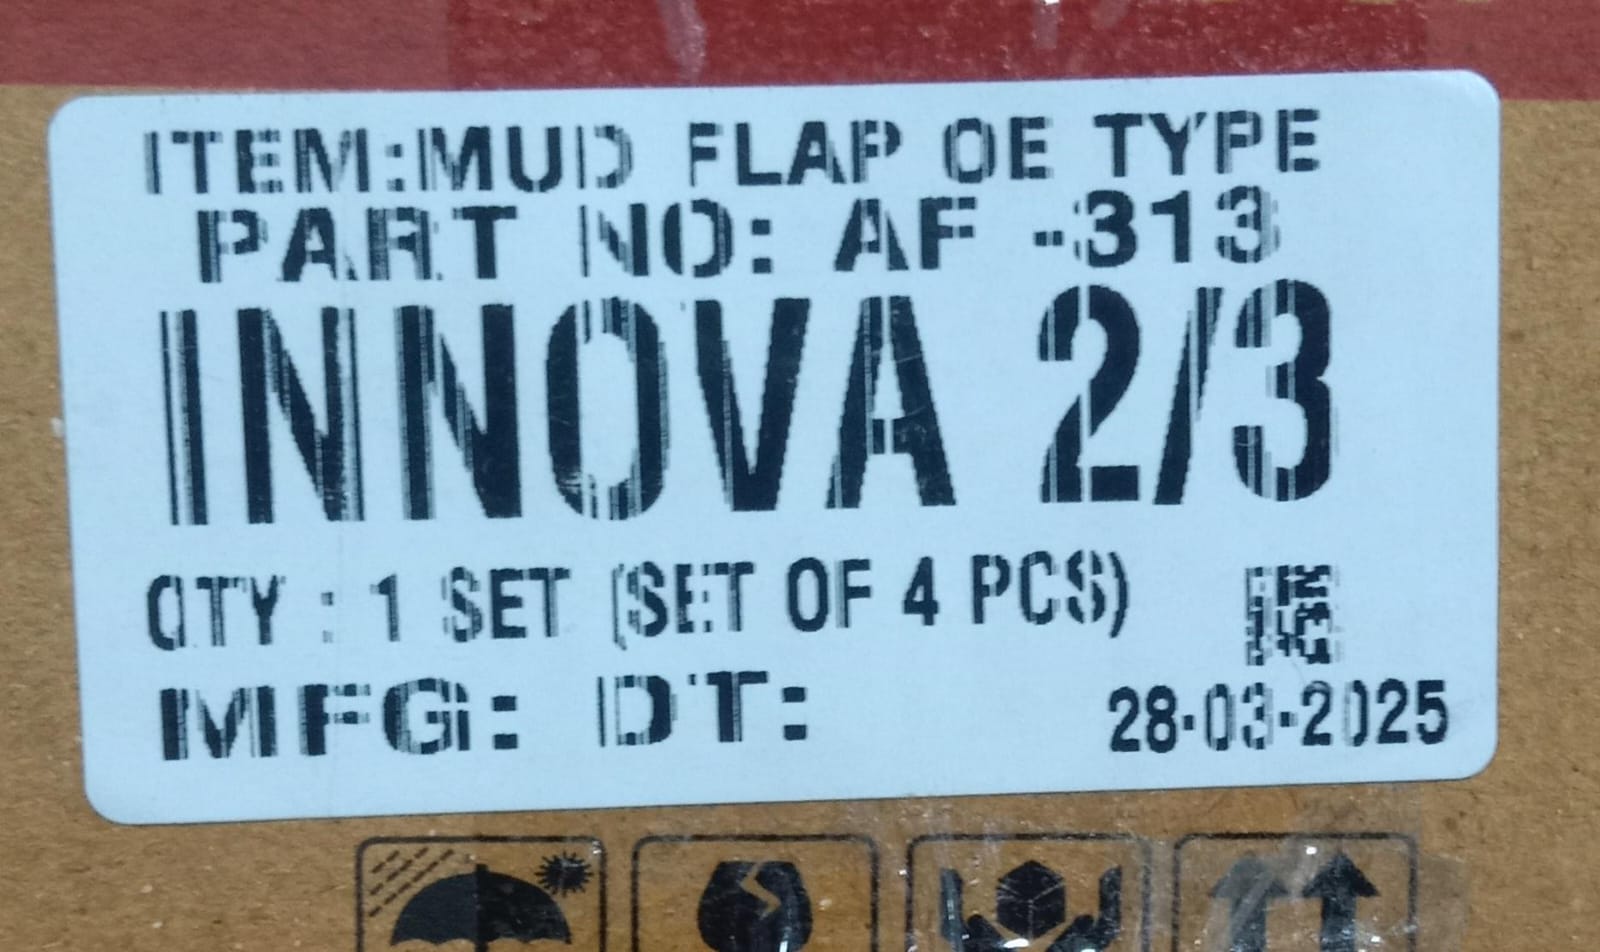 ITEM:MUD FLAP OE TYPE
PART NO: AF -313
INNOVA 2/3
QTY : 1 SET (SET OF 4 PCS)
MFG: DT: 28-03-2025